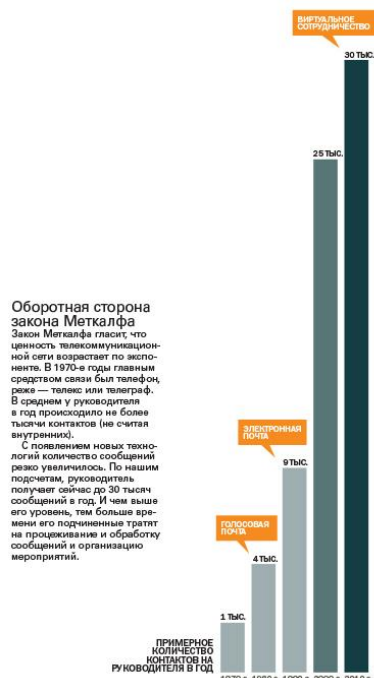 ВИРТУАЛЬНОЕ
СОТРУДНИЧЕСТВО
30 ТЫС.
25 ТЫС.
Оборотная сторона
закона Меткалфа
Закон Меткалфа гласит, что
ценность телекоммуникацион-
ной сети возрастает по экспо-
ненте. В 1970-е годы главным
средством связи был телефон,
реже — телекс или телеграф.
В среднем у руководителя
в год происходило не более
тысячи контактов (не считая
внутренних).
С появлением новых техно-
логий количество сообщений
резко увеличилось. По нашим
подсчетам, руководитель
получает сейчас до 30 тысяч
сообщений в год. И чем выше
его уровень, тем больше вре-
мени его подчиненные тратят
на процеживание и обработку
сообщений и организацию
мероприятий.
ЭЛЕКТРОННАЯ
ПОЧТА
9 ТЫС.
ГОЛОСОВАЯ
ПОЧТА
4 ТЫС.
1 ТЫС.
ПРИМЕРНОЕ
КОЛИЧЕСТВО
КОНТАКТОВ НА
РУКОВОДИТЕЛЯ В ГОД